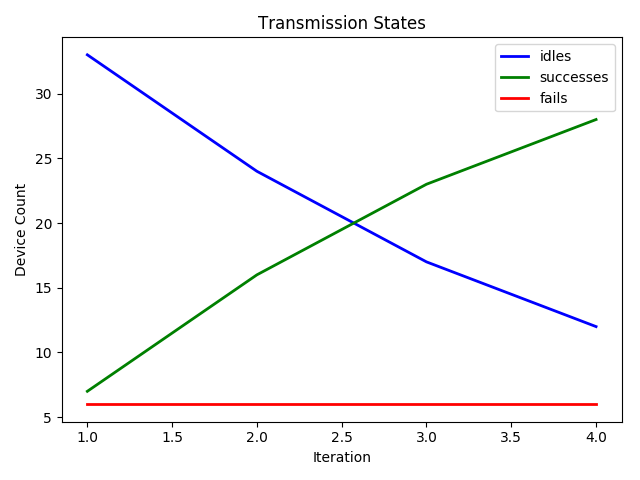 Transmission States
idles
successes
fails
Device Count
30
25
20
15
10
5
1.0 1.5 2.0 2.5 3.0 3.5 4.0
Iteration